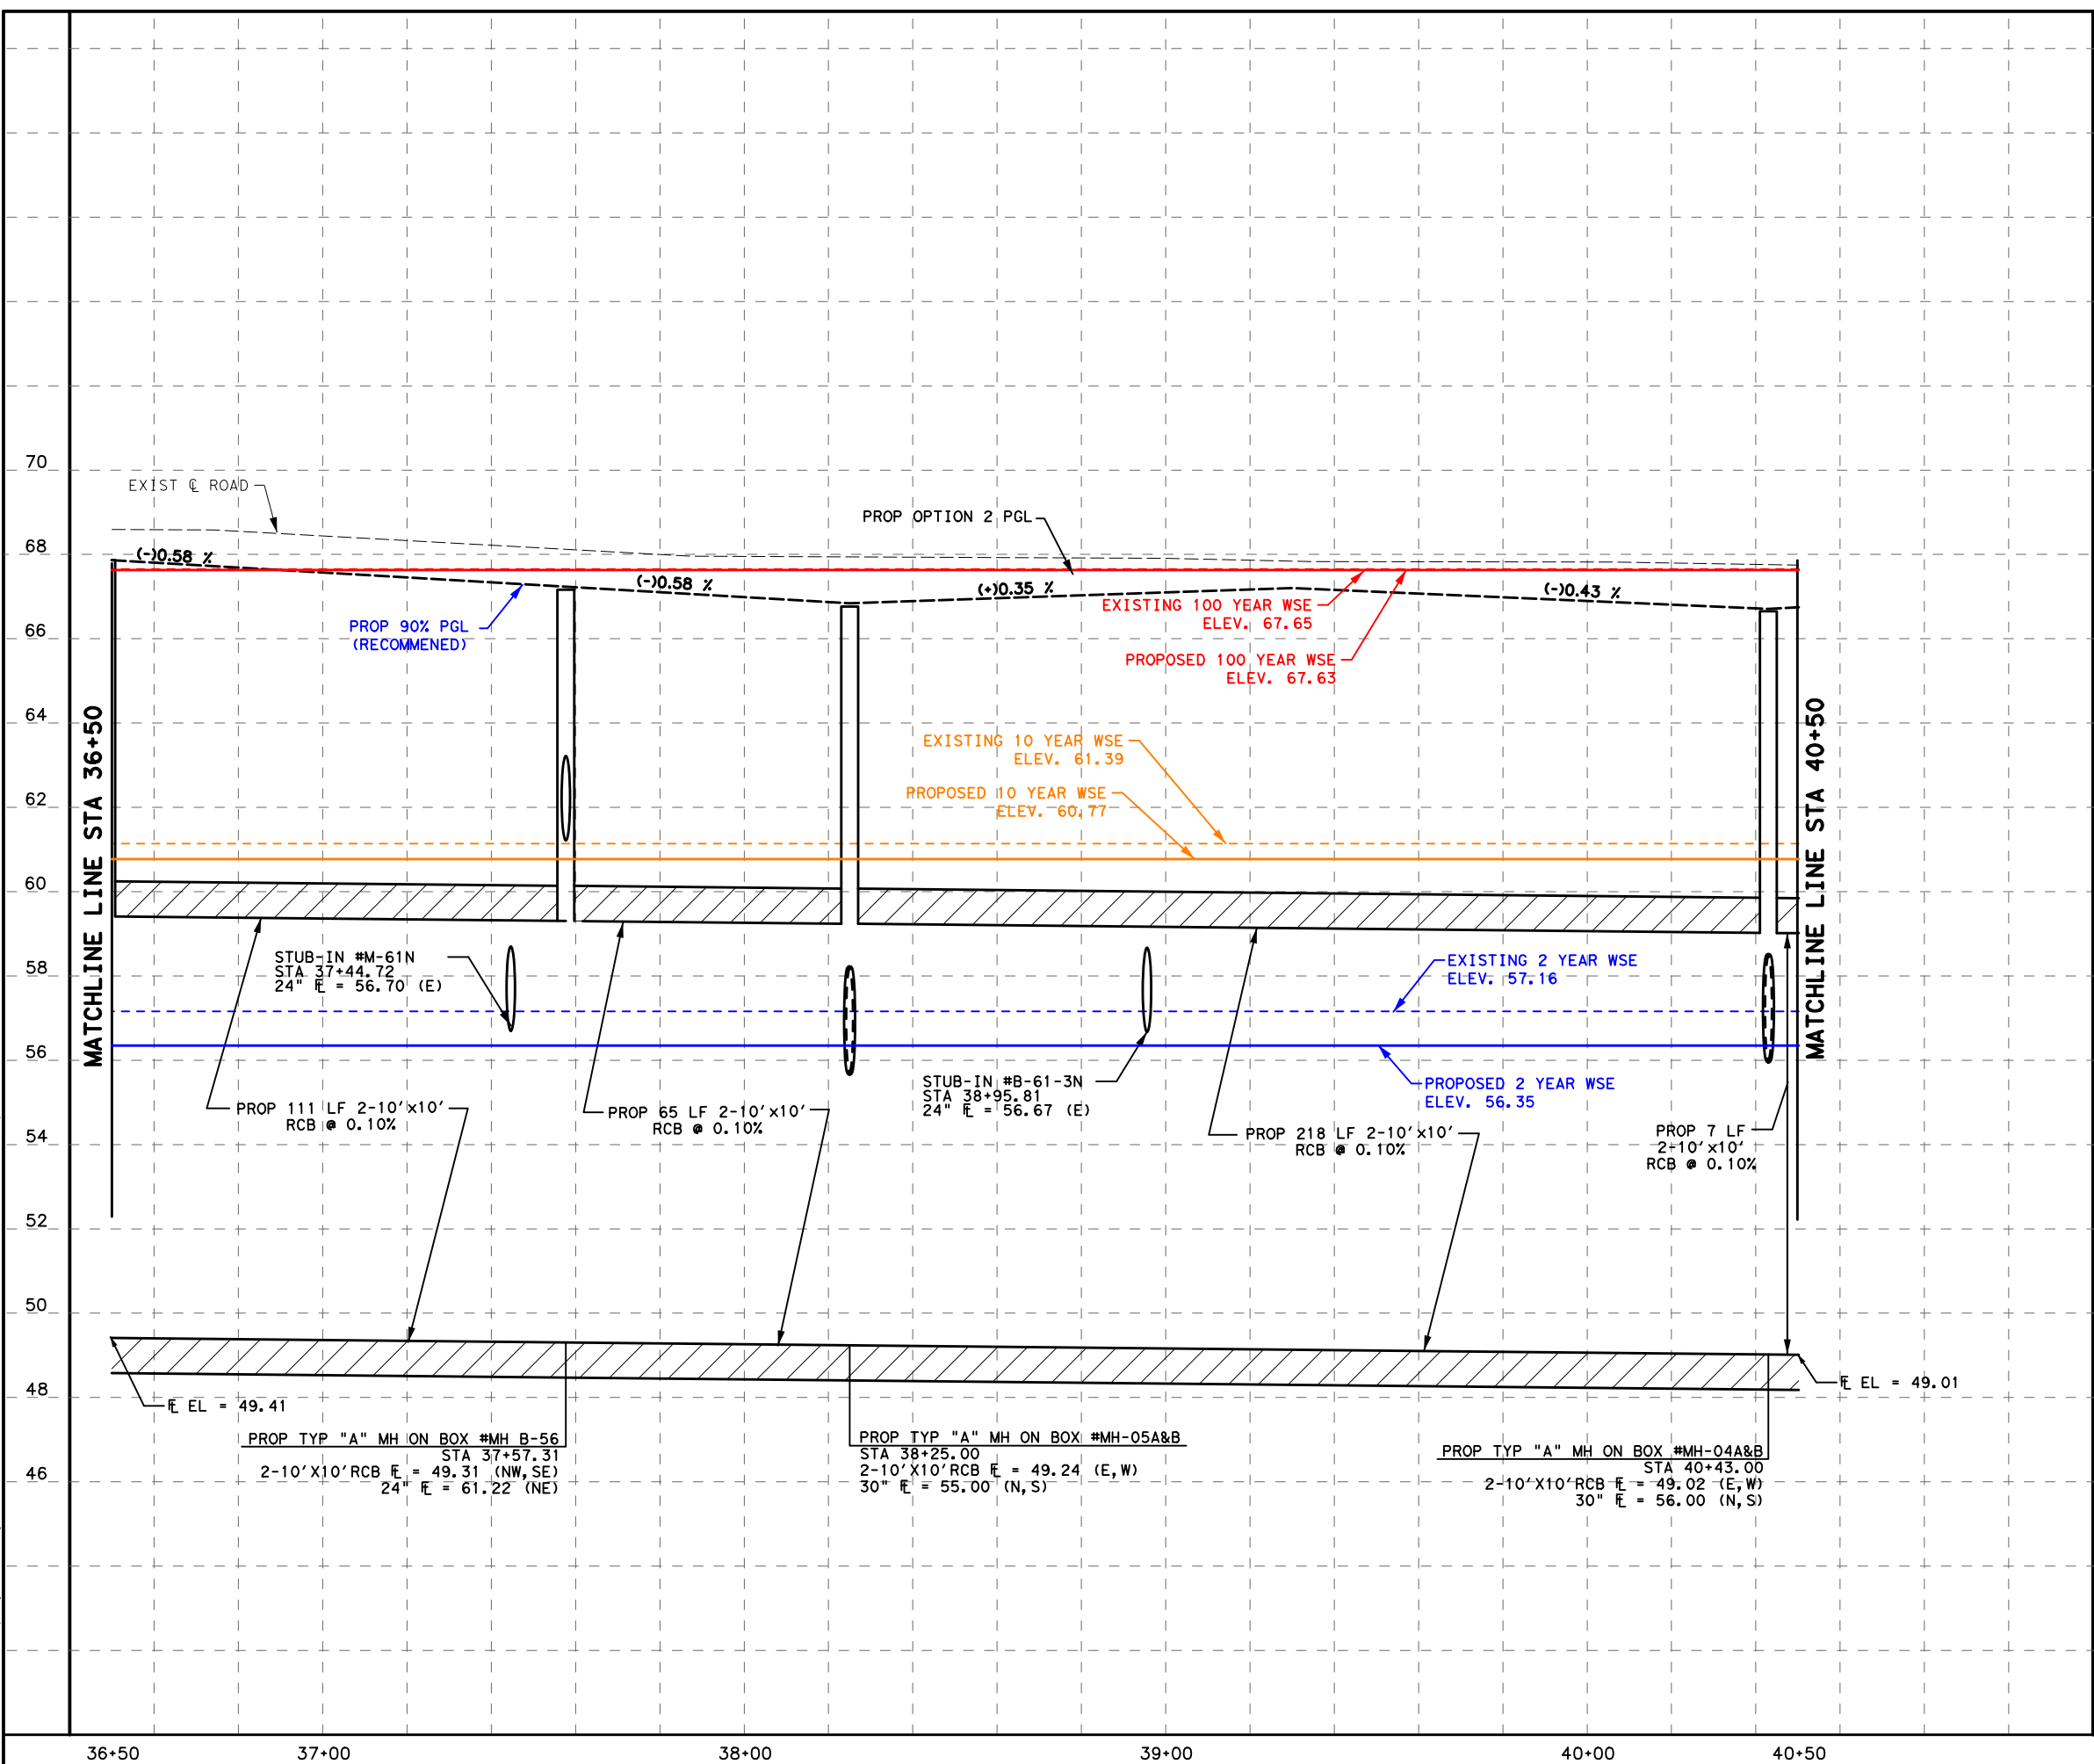 70
68
66
64
62
60
58
56
54
52
50
48
46
MATCHLINE LINE STA 36+50
MATCHLINE LINE STA 40+50
EXIST ℄ ROAD
PROP OPTION 2 PGL
(-)0.58 %
(-)0.58 %
(+)0.35 %
(-)0.43 %
PROP 90% PGL
(RECOMMENED)
EXISTING 100 YEAR WSE
ELEV. 67.65
PROPOSED 100 YEAR WSE
ELEV. 67.63
EXISTING 10 YEAR WSE
ELEV. 61.39
PROPOSED 10 YEAR WSE
ELEV. 60.77
STUB-IN #M-61N
STA 37+44.72
24" FL = 56.70 (E)
EXISTING 2 YEAR WSE
ELEV. 57.16
STUB-IN #B-61-3N
STA 38+95.81
24" FL = 56.67 (E)
PROPOSED 2 YEAR WSE
ELEV. 56.35
PROP 111 LF 2-10'x10'
RCB @ 0.10%
PROP 65 LF 2-10'x10'
RCB @ 0.10%
PROP 218 LF 2-10'x10'
RCB @ 0.10%
PROP 7 LF
2-10'x10'
RCB @ 0.10%
FL EL = 49.41
FL EL = 49.01
PROP TYP "A" MH ON BOX #MH B-56
STA 37+57.31
2-10'X10'RCB FL = 49.31 (NW,SE)
24" FL = 61.22 (NE)
PROP TYP "A" MH ON BOX #MH-05A&B
STA 38+25.00
2-10'X10'RCB FL = 49.24 (E,W)
30" FL = 55.00 (N,S)
PROP TYP "A" MH ON BOX #MH-04A&B
STA 40+43.00
2-10'X10'RCB FL = 49.02 (E,W)
30" FL = 56.00 (N,S)
36+50
37+00
38+00
39+00
40+00
40+50